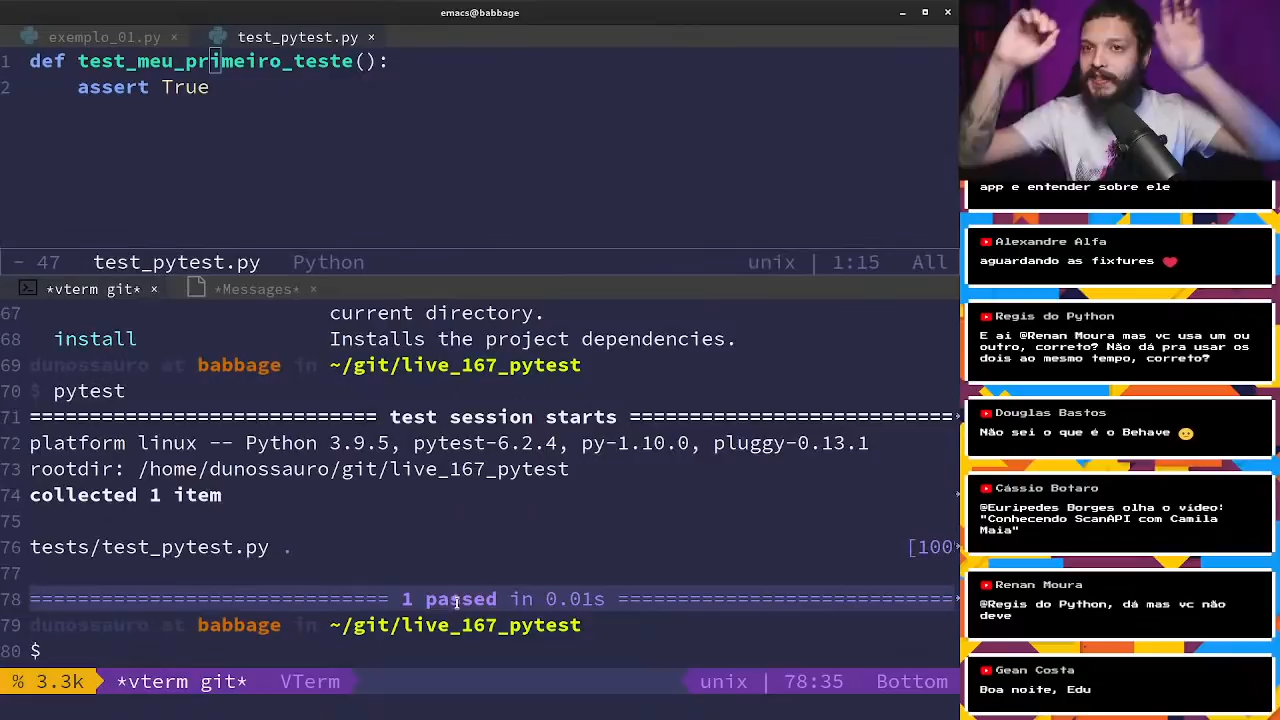 emacs@babbage
exemplo_01.py ×
test_pytest.py ×
1 def test_meu_primeiro_teste():
2 assert True
- 47 test_pytest.py Python unix | 1:15 All
*vterm git* × *Messages* ×
67 current directory.
68 install Installs the project dependencies.
69 dunossauro at babbage in ~/git/live_167_pytest
70 $ pytest
71 ============================= test session starts ============================
72 platform linux -- Python 3.9.5, pytest-6.2.4, py-1.10.0, pluggy-0.13.1
73 rootdir: /home/dunossauro/git/live_167_pytest
74 collected 1 item
75
76 tests/test_pytest.py . [100%
77
78 ============================== 1 passed in 0.01s ============================
79 dunossauro at babbage in ~/git/live_167_pytest
80 $
% 3.3k *vterm git* VTerm unix | 78:35 Bottom
app e entender sobre ele
Alexandre Alfa
aguardando as fixtures ❤
Regis do Python
E ai @Renan Moura mas vc usa um ou
outro, correto? Não dá pra usar os
dois ao mesmo tempo, correto?
Douglas Bastos
Não sei o que é o Behave
Cássio Botaro
@Euripedes Borges olha o vídeo:
"Conhecendo ScanAPI com Camila
Maia"
Renan Moura
@Regis do Python, dá mas vc não
deve
Gean Costa
Boa noite, Edu